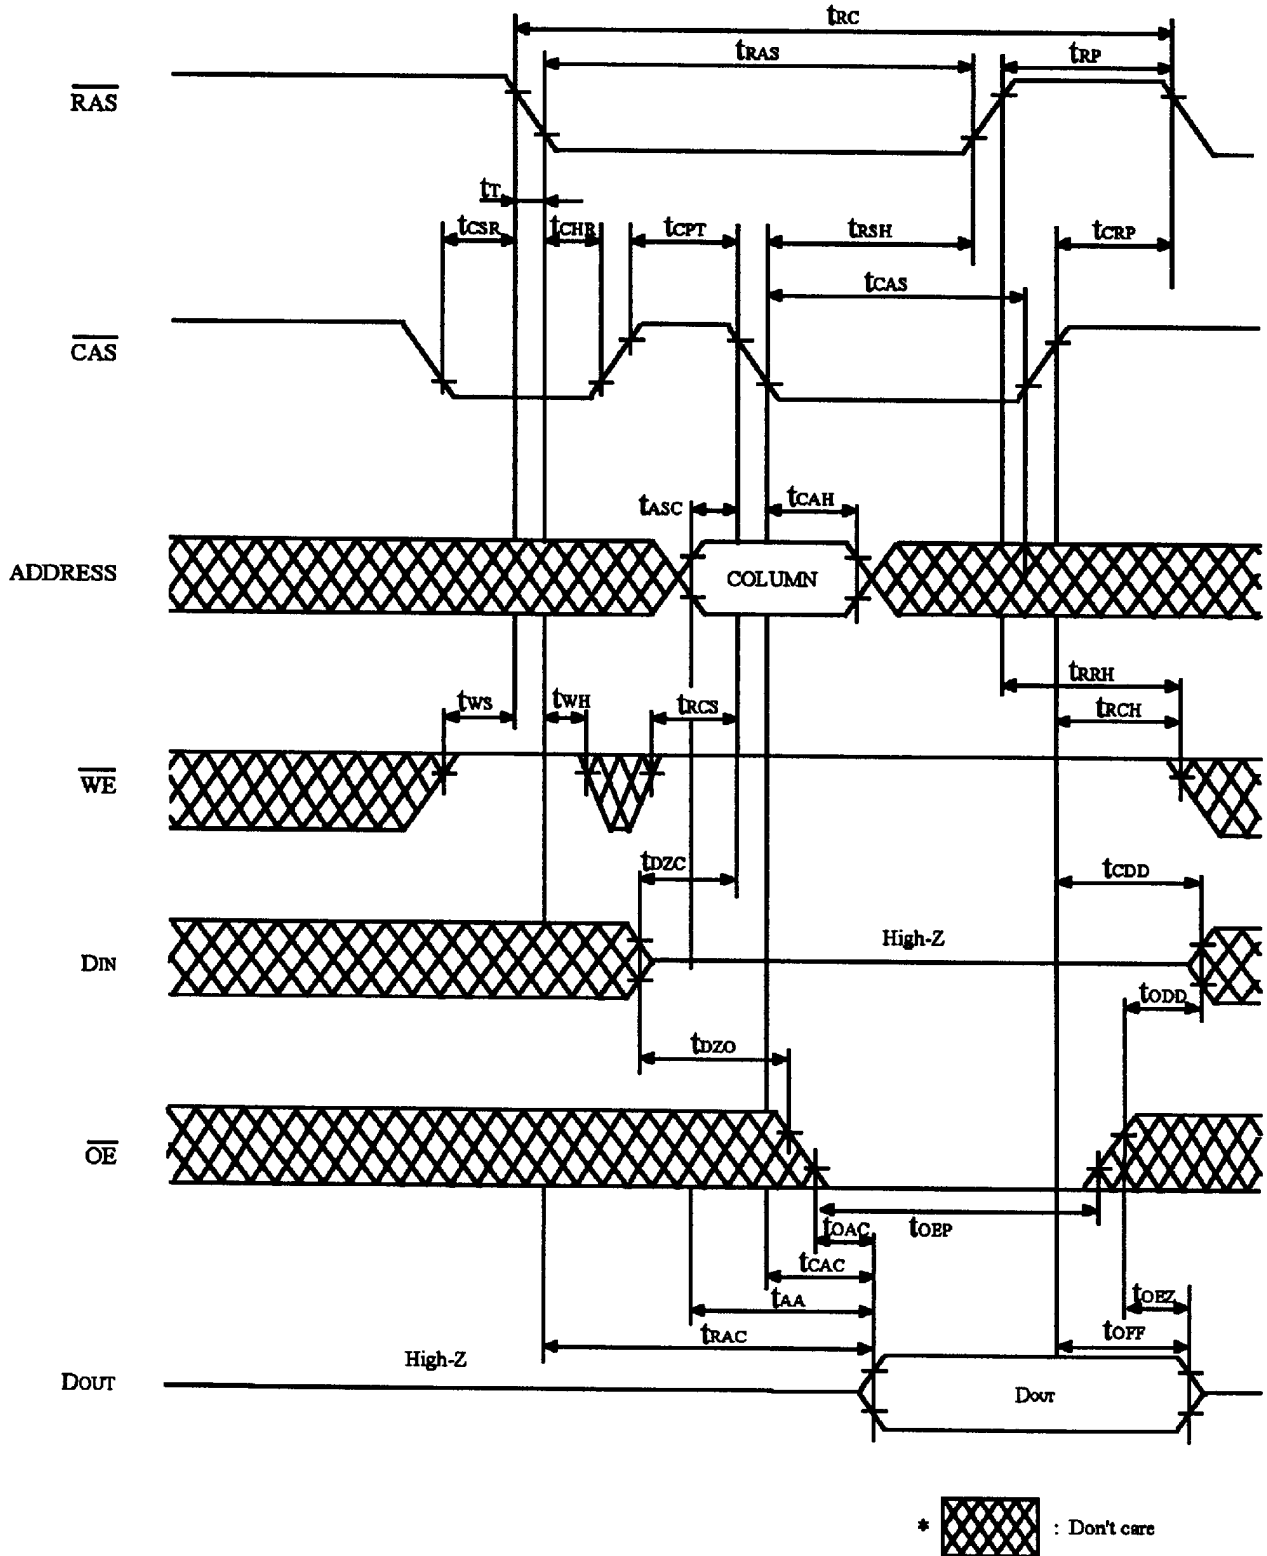 tRC
tRAS
tRP
RAS
tT
tCSR
tCHR
tCPT
tRSH
tCRP
tCAS
CAS
tASC
tCAH
ADDRESS
COLUMN
tRRH
tWS
tWH
tRCS
tRCH
WE
tDZC
tCDD
DIN
High-Z
tODD
tDZO
OE
tOAC
tOEP
tCAC
tAA
tOEZ
tRAC
tOFF
High-Z
DOUT
DOUT
* : Don't care